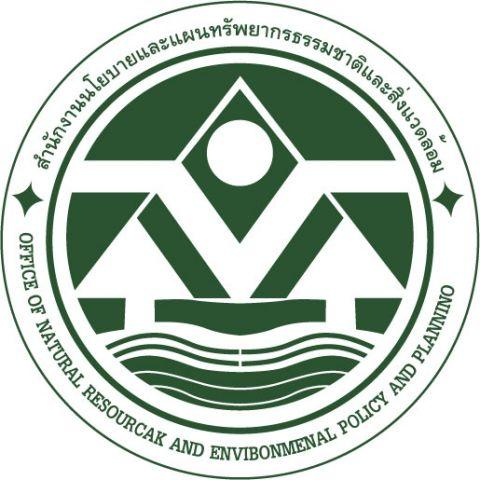 สำนักงานนโยบายและแผนทรัพยากรธรรมชาติและสิ่งแวดล้อม
OFFICE OF NATURAL RESOURCAK AND ENVIBONMENAL POLICY AND PLANNINO